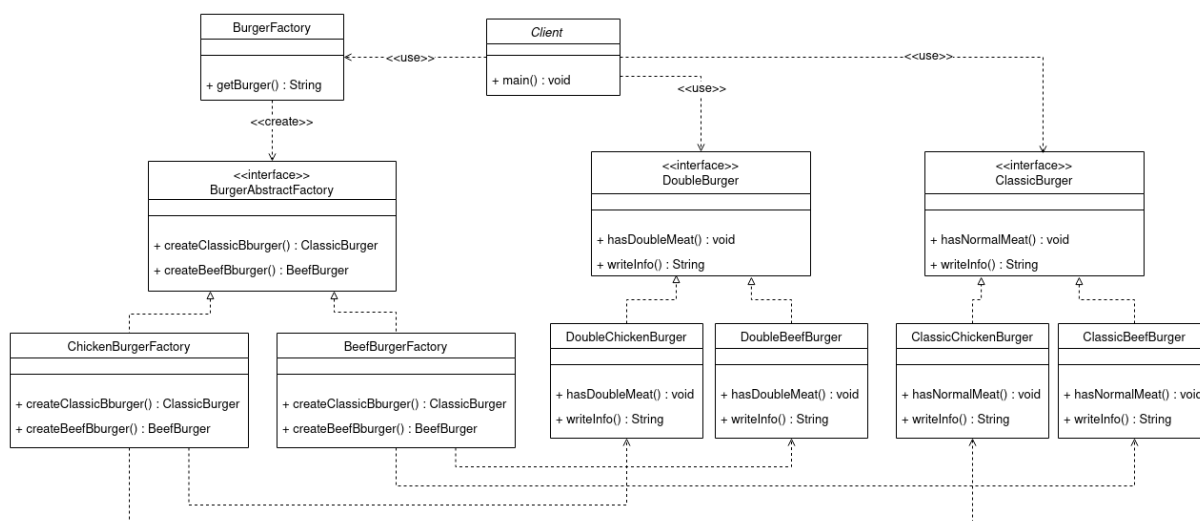 BurgerFactory
+ getBurger() : String
Client
+ main() : void
<<use>>
<<use>>
<<use>>
<<create>>
<<interface>>
BurgerAbstractFactory
+ createClassicBburger() : ClassicBurger
+ createBeefBburger() : BeefBurger
<<interface>>
DoubleBurger
+ hasDoubleMeat() : void
+ writeInfo() : String
<<interface>>
ClassicBurger
+ hasNormalMeat() : void
+ writeInfo() : String
ChickenBurgerFactory
+ createClassicBburger() : ClassicBurger
+ createBeefBburger() : BeefBurger
BeefBurgerFactory
+ createClassicBburger() : ClassicBurger
+ createBeefBburger() : BeefBurger
DoubleChickenBurger
+ hasDoubleMeat() : void
+ writeInfo() : String
DoubleBeefBurger
+ hasDoubleMeat() : void
+ writeInfo() : String
ClassicChickenBurger
+ hasNormalMeat() : void
+ writeInfo() : String
ClassicBeefBurger
+ hasNormalMeat() : void
+ writeInfo() : String